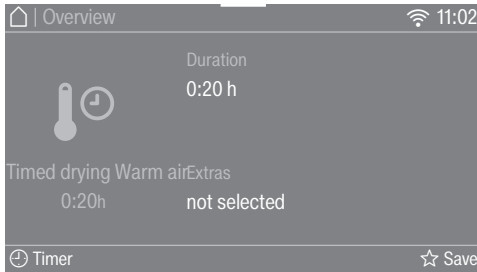 | Overview 11:02
Duration
0:20 h
Timed drying Warm air
0:20h
Extras
not selected
Timer
Save